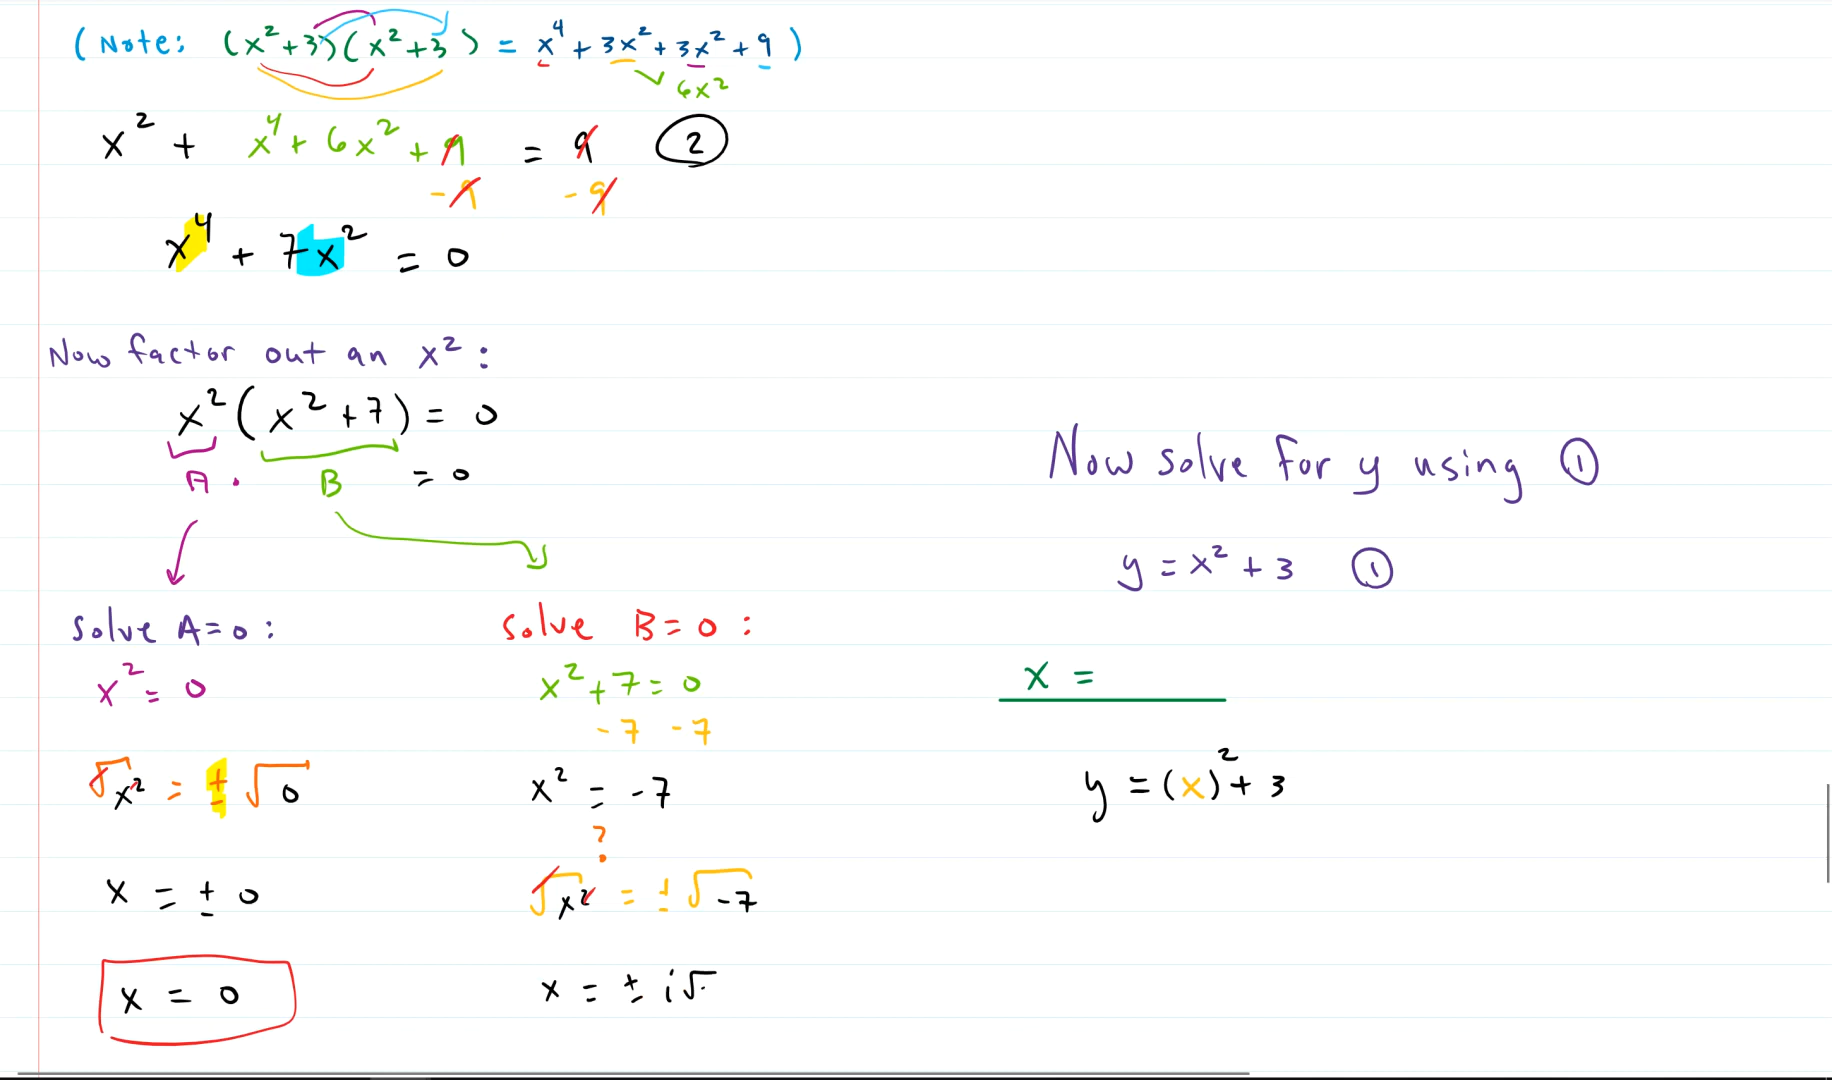 (Note: (x²+3)(x²+3) = x⁴ + 3x² + 3x² + 9)
6x²
x² + x⁴ + 6x² + 9 = 9 ②
-9 -9
x⁴ + 7x² = 0
Now factor out an x²:
x²(x²+7) = 0
A · B = 0
Solve A=0:
x² = 0
√x² = ± √0
x = ± 0
x = 0
Solve B=0:
x²+7=0
-7 -7
x² = -7
?
√x² = ± √-7
x = ± i√
Now solve for y using ①
y = x² + 3 ①
x =
y = (x)² + 3